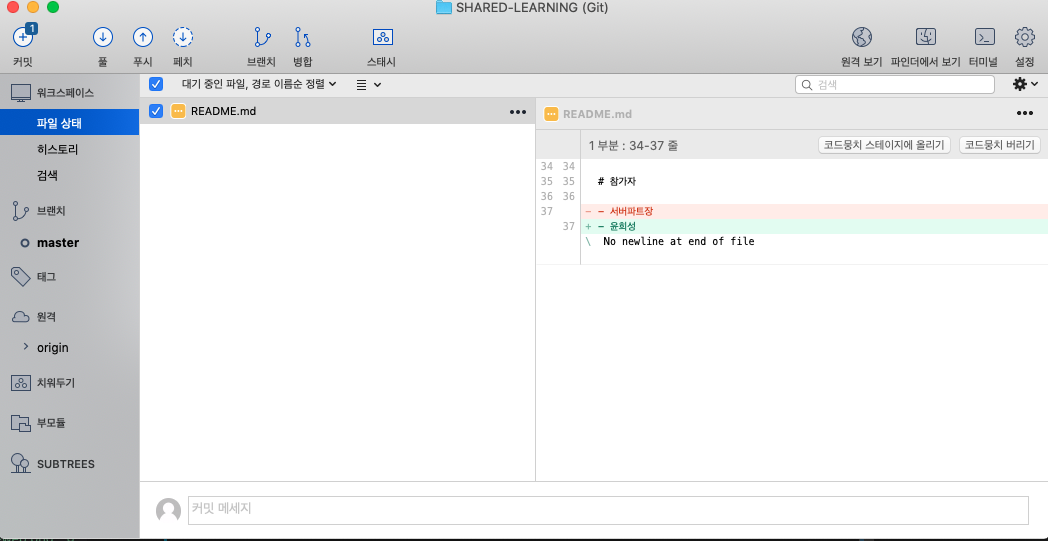 SHARED-LEARNING (Git)
1
커밋 풀 푸시 페치 브랜치 병합 스태시 원격 보기 파인더에서 보기 터미널 설정
워크스페이스
파일 상태
히스토리
검색
브랜치
master
태그
원격
origin
치워두기
부모듈
SUBTREES
대기 중인 파일, 경로 이름순 정렬
검색
README.md
README.md
1 부분 : 34-37 줄 코드뭉치 스테이지에 올리기 코드뭉치 버리기
34 34
35 35 # 참가자
36 36
37 - - 서버파트장
37 + - 윤희성
\ No newline at end of file
커밋 메세지